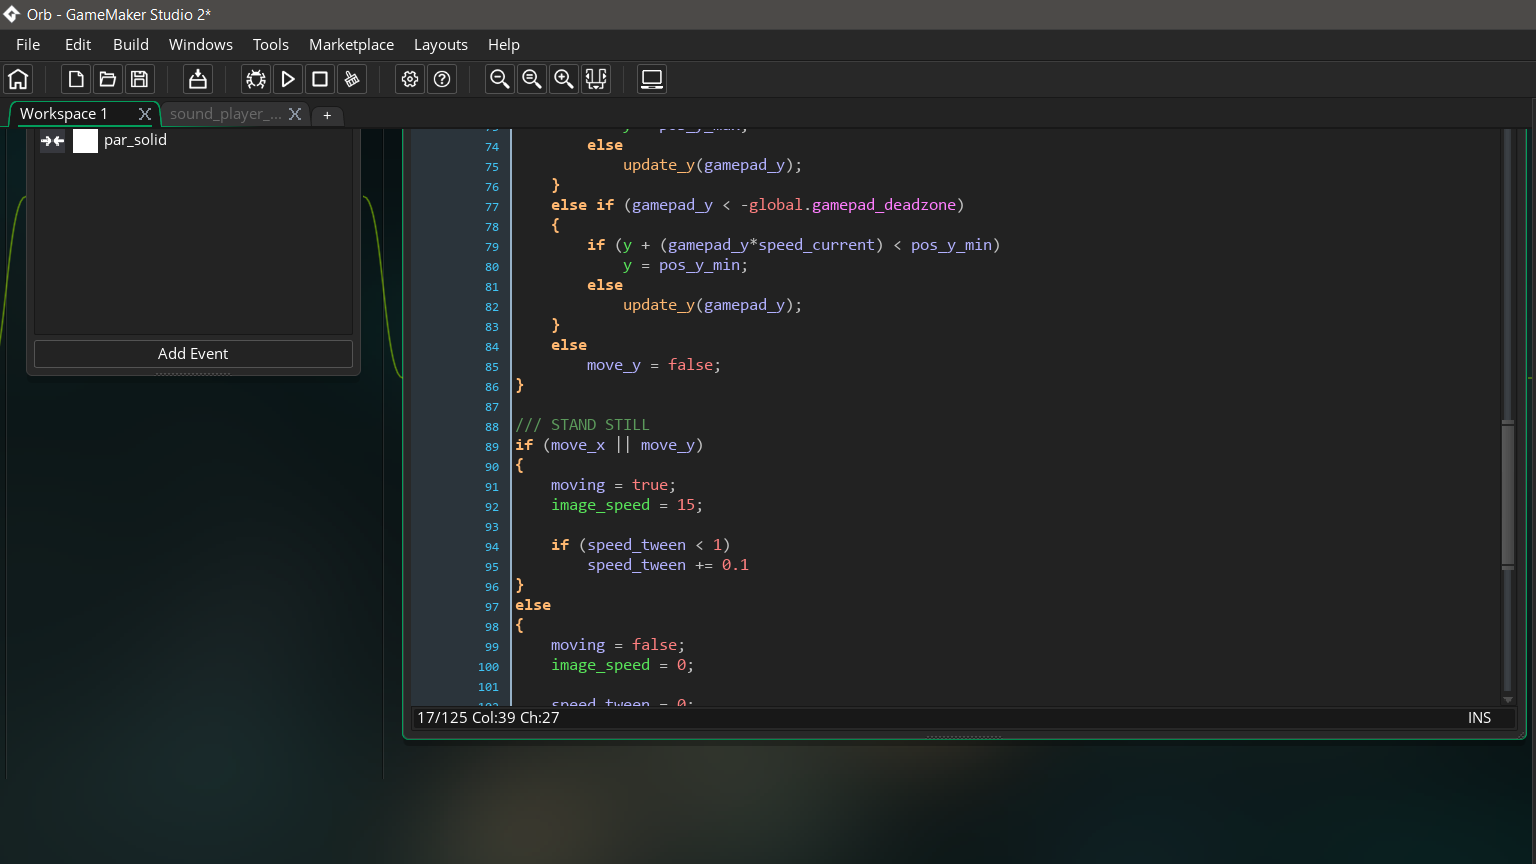 Orb - GameMaker Studio 2*
File Edit Build Windows Tools Marketplace Layouts Help
Workspace 1 sound_player_... +
par_solid
Add Event
74 else
75 update_y(gamepad_y);
76 }
77 else if (gamepad_y < -global.gamepad_deadzone)
78 {
79 if (y + (gamepad_y*speed_current) < pos_y_min)
80 y = pos_y_min;
81 else
82 update_y(gamepad_y);
83 }
84 else
85 move_y = false;
86 }
87
88 /// STAND STILL
89 if (move_x || move_y)
90 {
91 moving = true;
92 image_speed = 15;
93
94 if (speed_tween < 1)
95 speed_tween += 0.1
96 }
97 else
98 {
99 moving = false;
100 image_speed = 0;
101
speed_tween = 0;
17/125 Col:39 Ch:27 INS